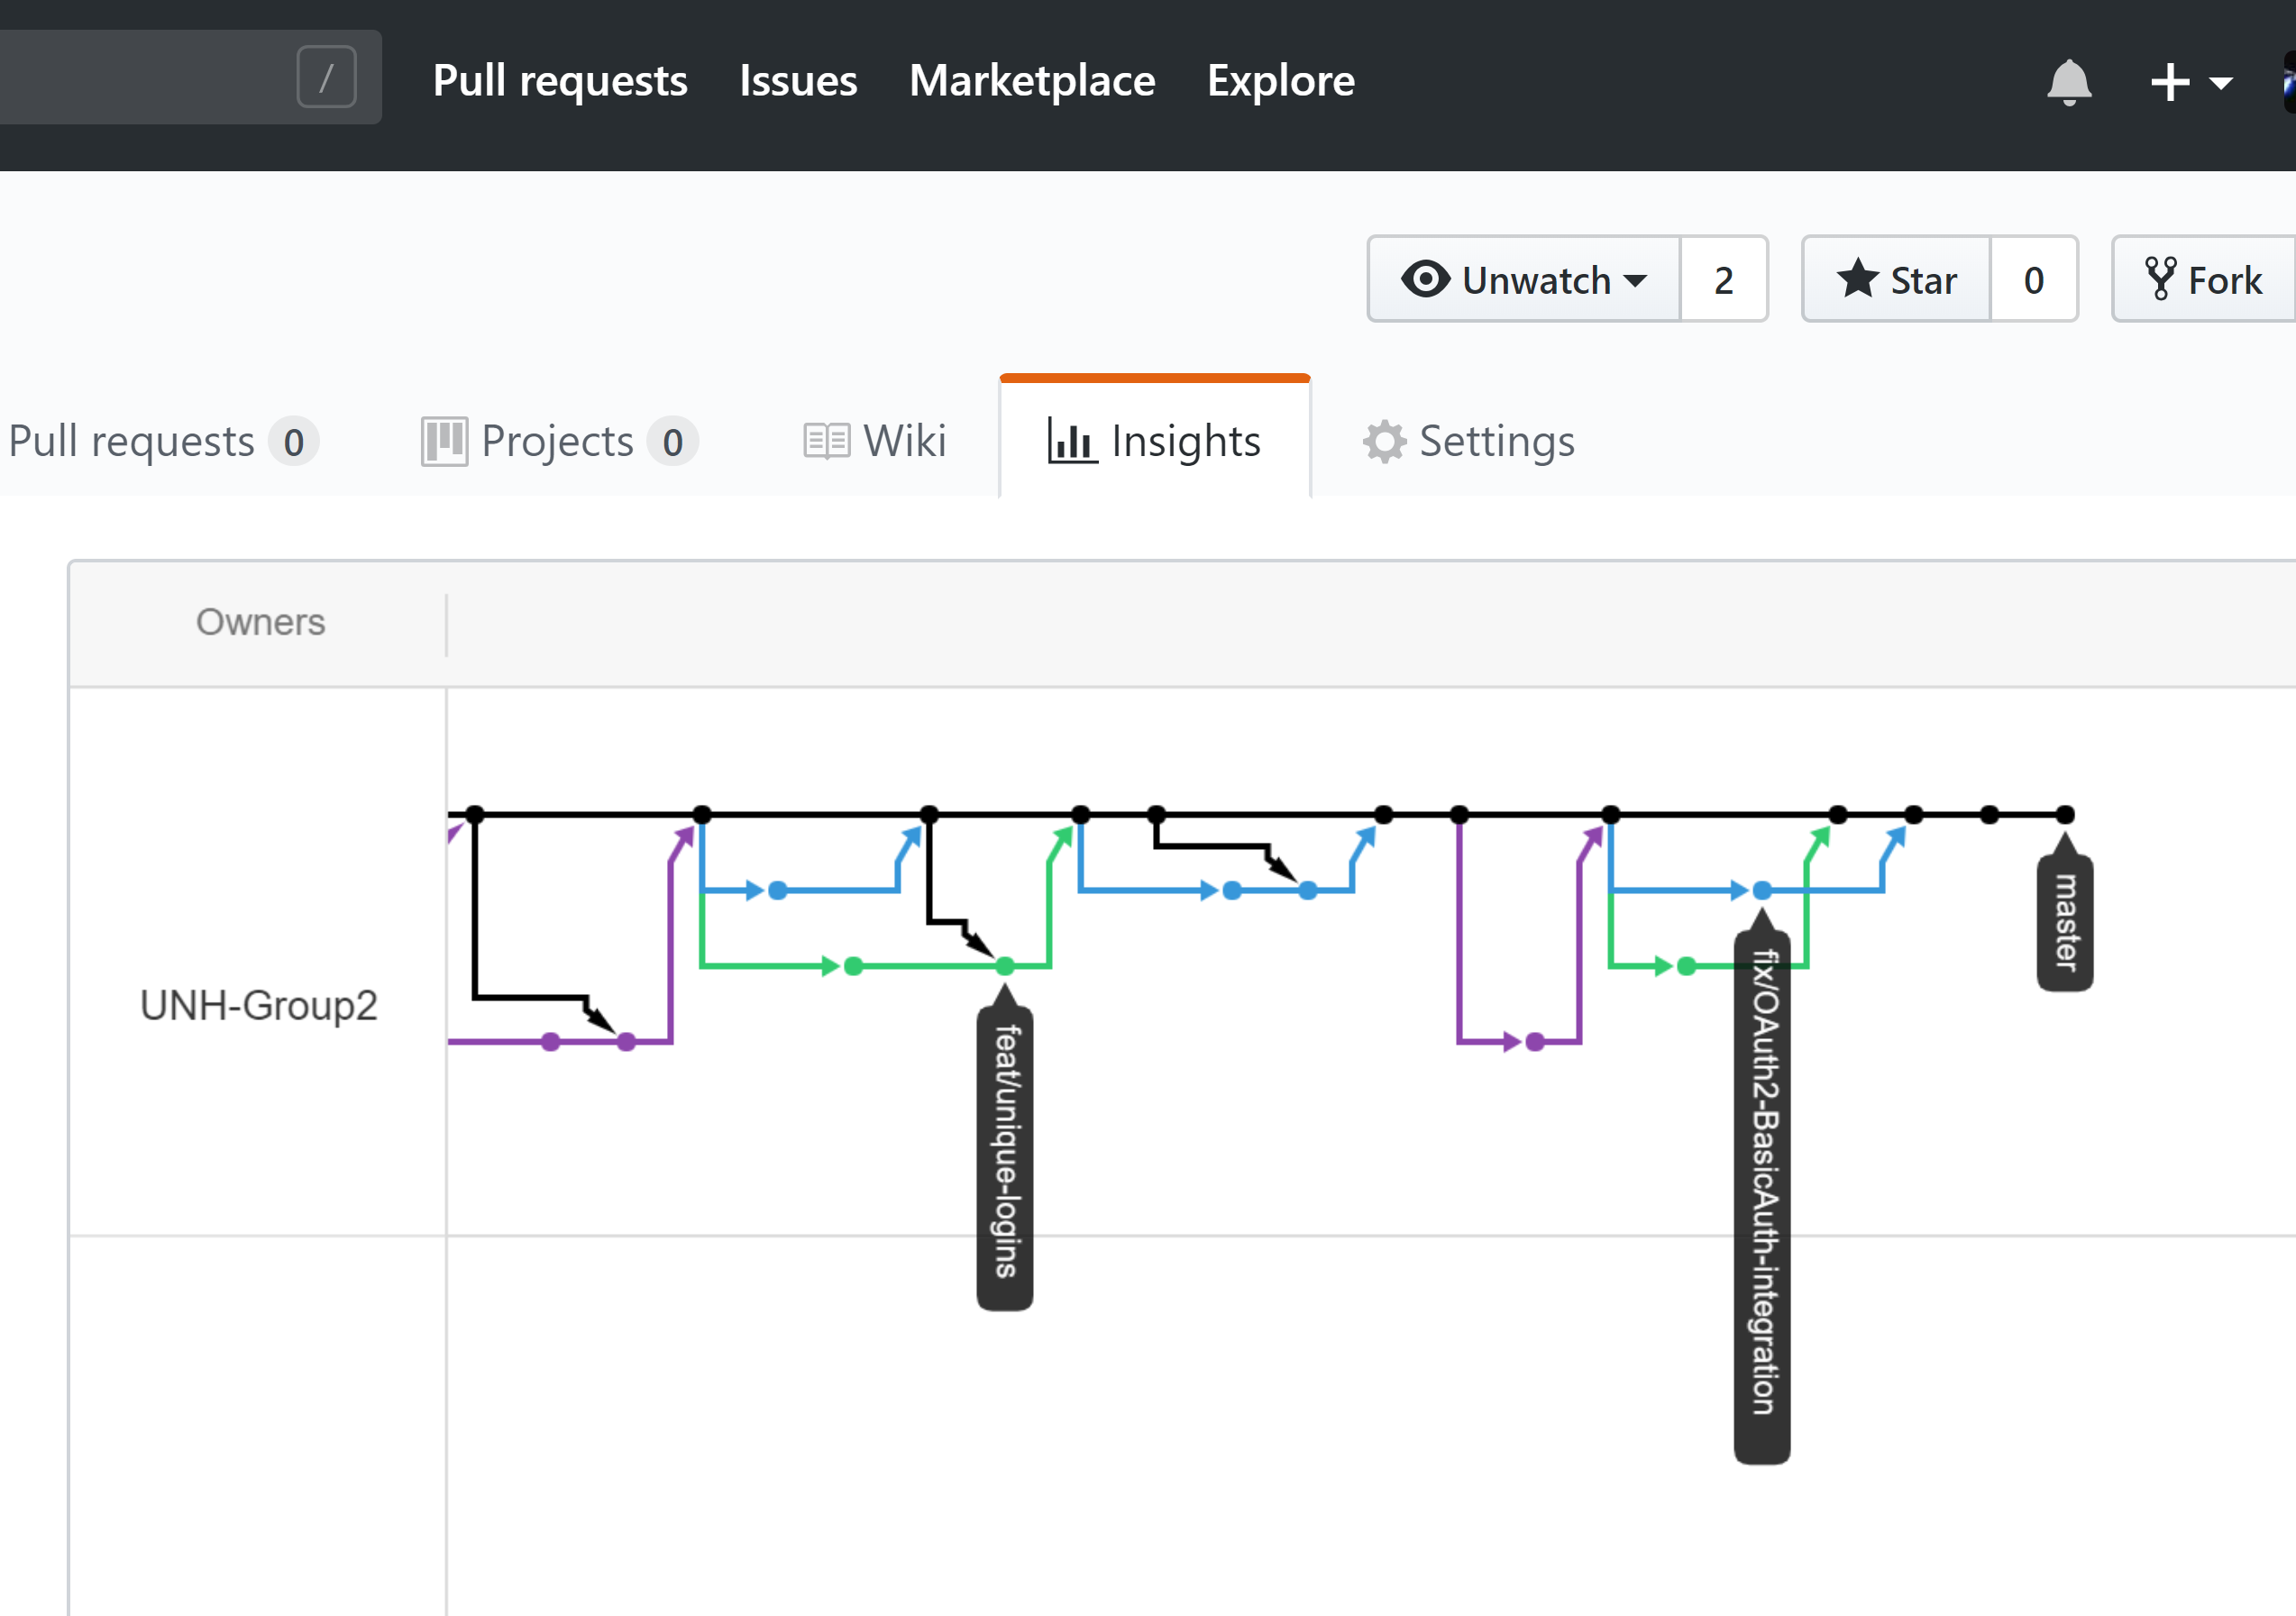 / Pull requests Issues Marketplace Explore
Unwatch 2 Star 0 Fork
Pull requests 0 Projects 0 Wiki Insights Settings
Owners
UNH-Group2
feat/unique-logins
fix/OAuth2-BasicAuth-integration
master